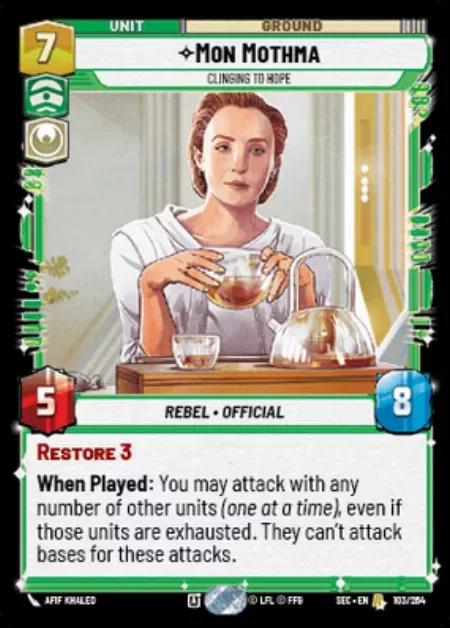 UNIT GROUND
7
✧MON MOTHMA
CLINGING TO HOPE
5
REBEL • OFFICIAL
8
RESTORE 3
When Played: You may attack with any
number of other units (one at a time), even if
those units are exhausted. They can't attack
bases for these attacks.
AFIF KHALED A © LFL © FFG SEC • EN 103/264